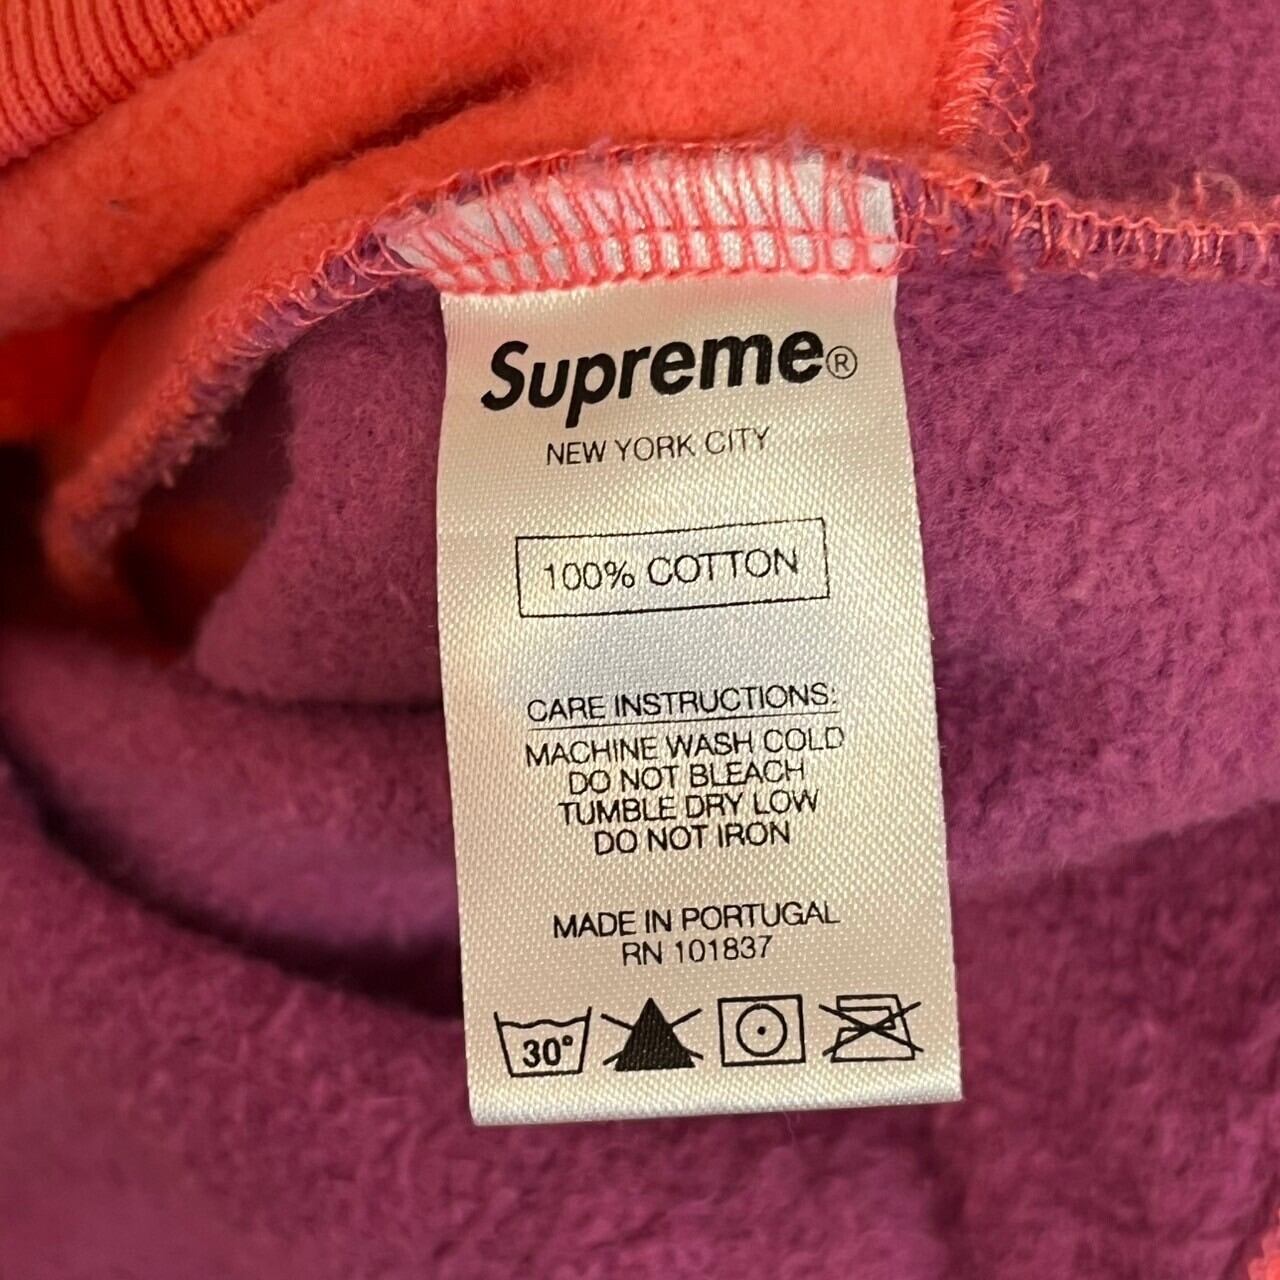 Supreme®
NEW YORK CITY
100% COTTON
CARE INSTRUCTIONS:
MACHINE WASH COLD
DO NOT BLEACH
TUMBLE DRY LOW
DO NOT IRON
MADE IN PORTUGAL
RN 101837
30°